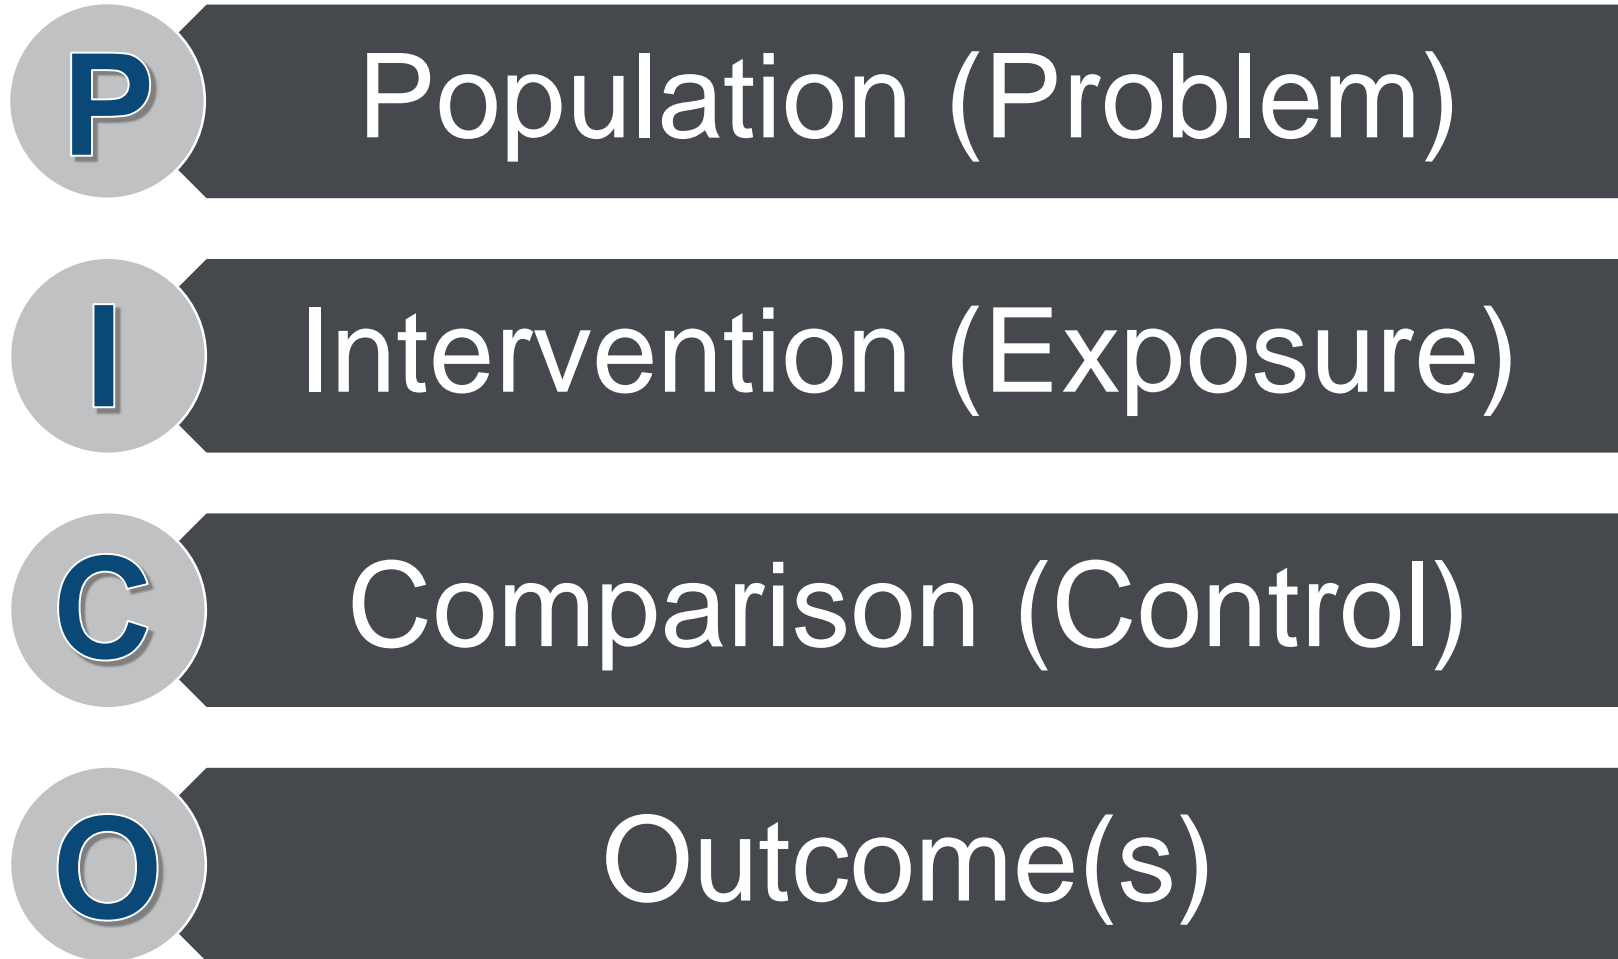 P Population (Problem)
I Intervention (Exposure)
C Comparison (Control)
O Outcome(s)